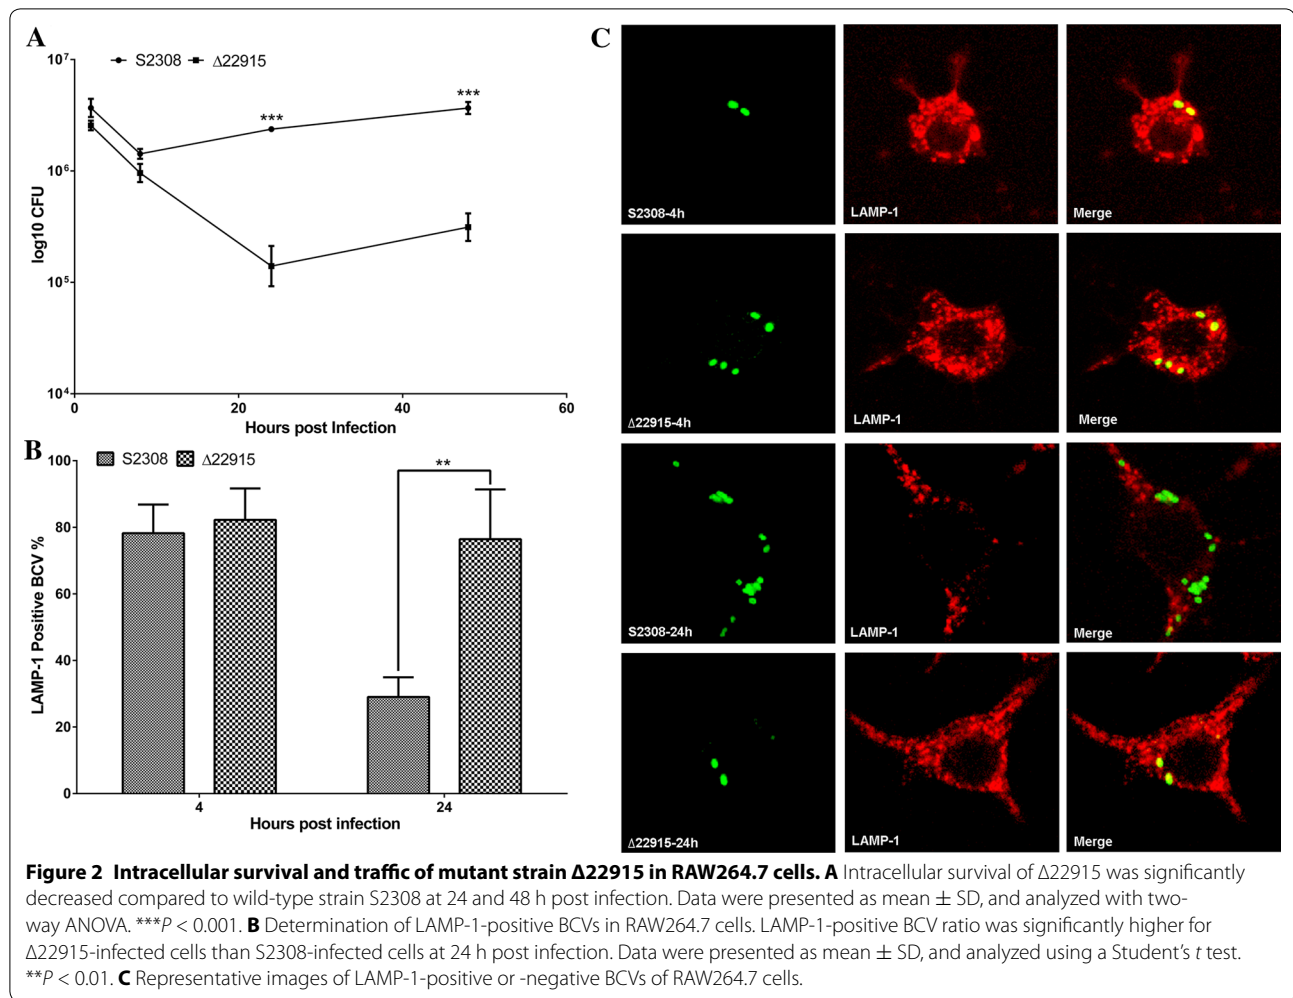 A
S2308 Δ22915
10⁷
10⁶
10⁵
10⁴
log10 CFU
***
***
0 20 40 60
Hours post Infection
B
S2308 Δ22915
100
80
60
40
20
0
LAMP-1 Positive BCV %
**
4 24
Hours post infection
C
S2308-4h LAMP-1 Merge
Δ22915-4h LAMP-1 Merge
S2308-24h LAMP-1 Merge
Δ22915-24h LAMP-1 Merge
Figure 2 Intracellular survival and traffic of mutant strain Δ22915 in RAW264.7 cells. A Intracellular survival of Δ22915 was significantly
decreased compared to wild-type strain S2308 at 24 and 48 h post infection. Data were presented as mean ± SD, and analyzed with two-
way ANOVA. ***P < 0.001. B Determination of LAMP-1-positive BCVs in RAW264.7 cells. LAMP-1-positive BCV ratio was significantly higher for
Δ22915-infected cells than S2308-infected cells at 24 h post infection. Data were presented as mean ± SD, and analyzed using a Student's t test.
**P < 0.01. C Representative images of LAMP-1-positive or -negative BCVs of RAW264.7 cells.